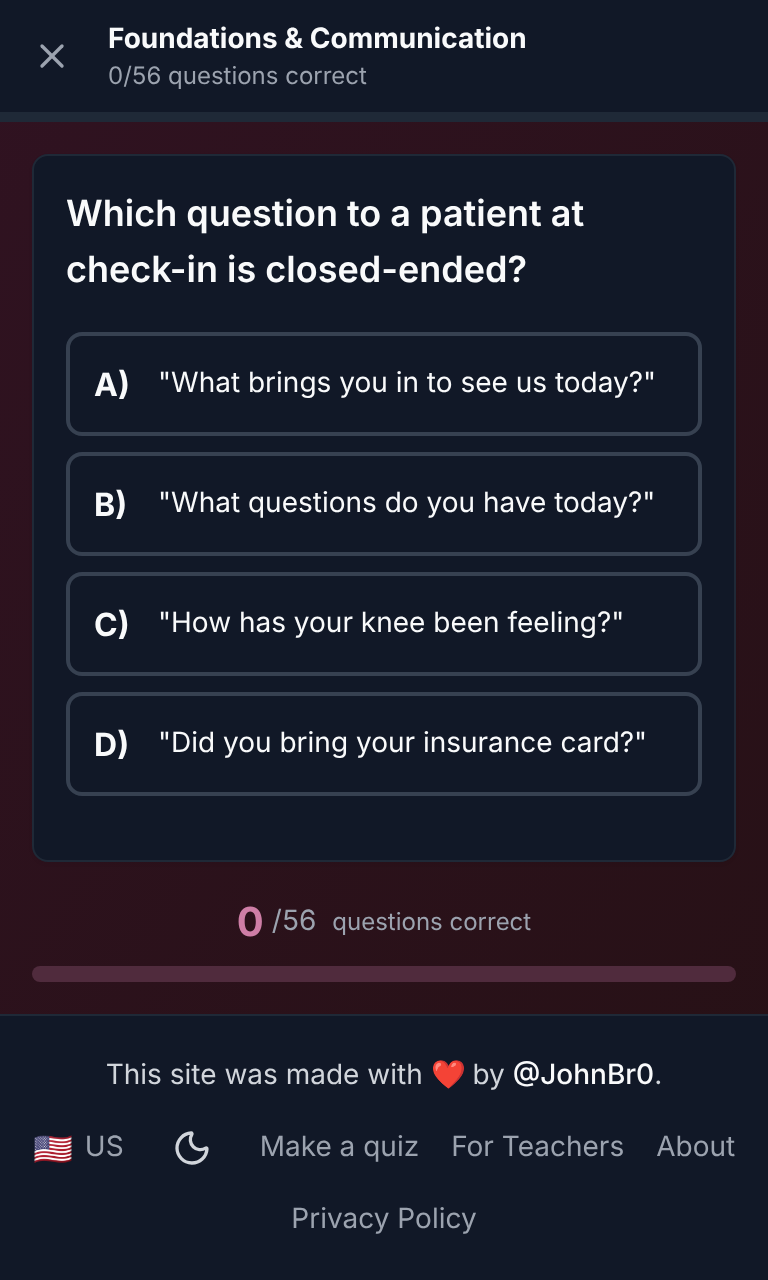 Foundations & Communication
0/56 questions correct
Which question to a patient at
check-in is closed-ended?
A) "What brings you in to see us today?"
B) "What questions do you have today?"
C) "How has your knee been feeling?"
D) "Did you bring your insurance card?"
0 /56 questions correct
This site was made with ❤️ by @JohnBr0.
🇺🇸 US Make a quiz For Teachers About
Privacy Policy